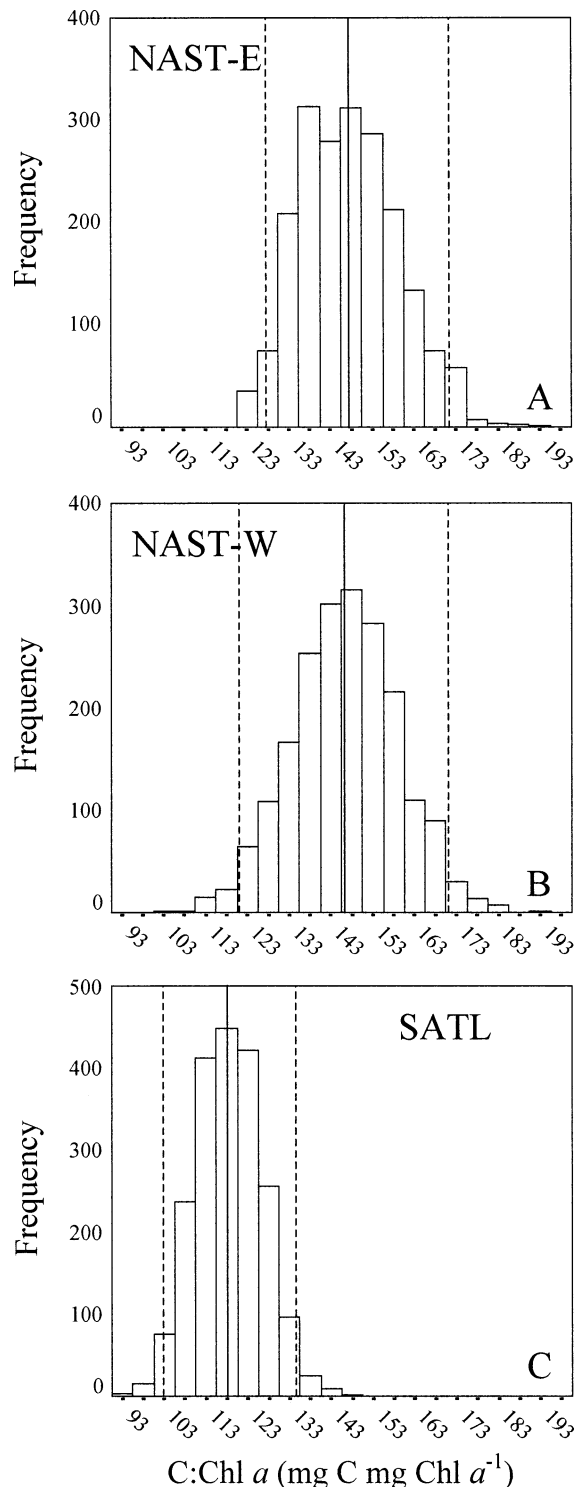 400
NAST-E
300
Frequency
200
100
A
0
93 103 113 123 133 143 153 163 173 183 193
400
NAST-W
300
Frequency
200
100
B
0
93 103 113 123 133 143 153 163 173 183 193
500
SATL
400
300
Frequency
200
100
C
0
93 103 113 123 133 143 153 163 173 183 193
C:Chl a (mg C mg Chl a⁻¹)